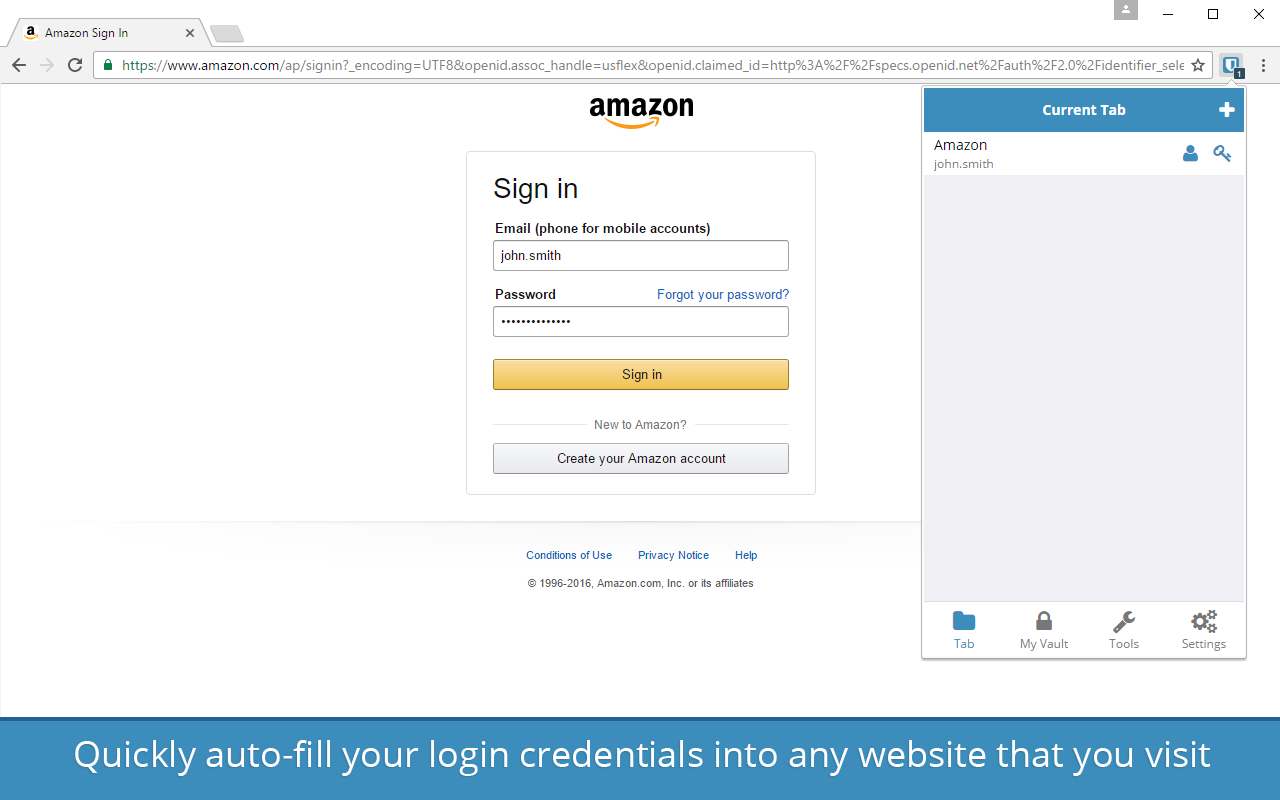 Amazon Sign In
https://www.amazon.com/ap/signin?_encoding=UTF8&openid.assoc_handle=usflex&openid.claimed_id=http%3A%2F%2Fspecs.openid.net%2Fauth%2F2.0%2Fidentifier_sele
1
amazon
Sign in
Email (phone for mobile accounts)
john.smith
Password Forgot your password?
••••••••••••••
Sign in
New to Amazon?
Create your Amazon account
Conditions of Use Privacy Notice Help
© 1996-2016, Amazon.com, Inc. or its affiliates
Current Tab
Amazon
john.smith
Tab My Vault Tools Settings
Quickly auto-fill your login credentials into any website that you visit